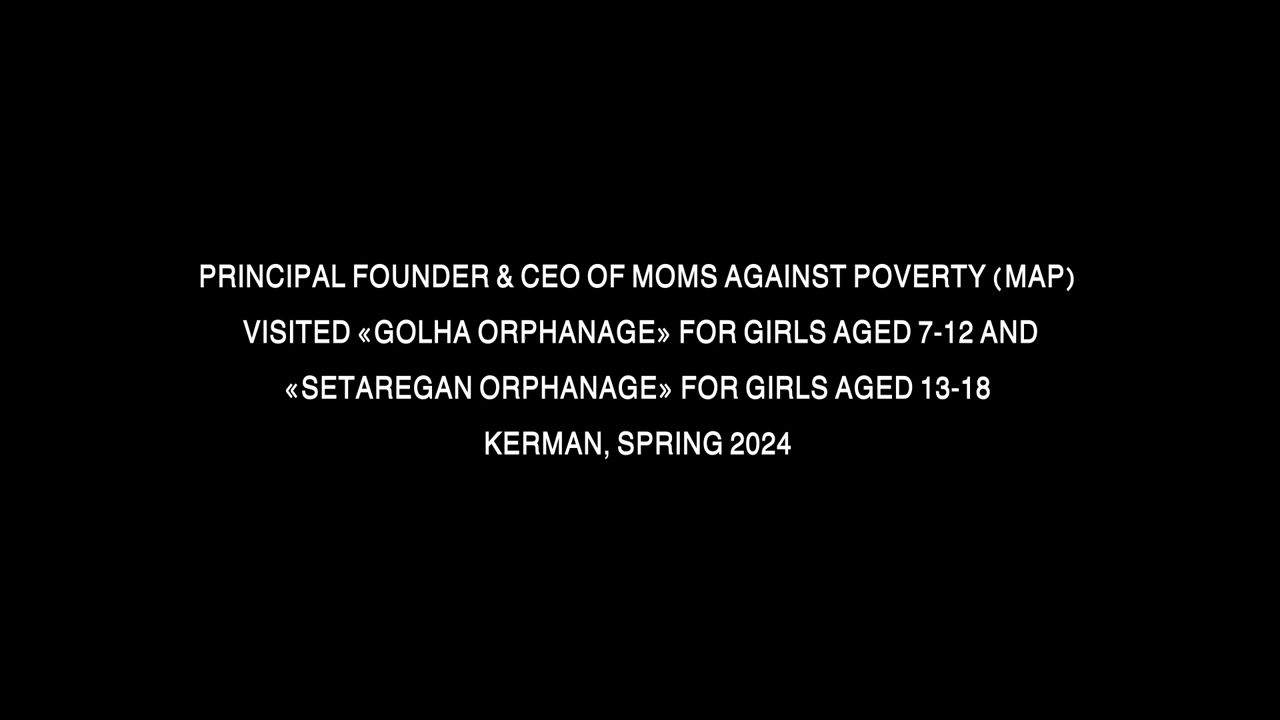 PRINCIPAL FOUNDER & CEO OF MOMS AGAINST POVERTY (MAP)
VISITED «GOLHA ORPHANAGE» FOR GIRLS AGED 7-12 AND
«SETAREGAN ORPHANAGE» FOR GIRLS AGED 13-18
KERMAN, SPRING 2024